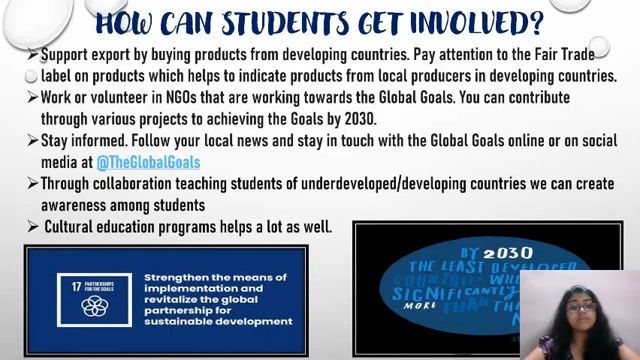 HOW CAN STUDENTS GET INVOLVED?
➢Support export by buying products from developing countries. Pay attention to the Fair Trade
label on products which helps to indicate products from local producers in developing countries.
➢Work or volunteer in NGOs that are working towards the Global Goals. You can contribute
through various projects to achieving the Goals by 2030.
➢Stay informed. Follow your local news and stay in touch with the Global Goals online or on social
media at @TheGlobalGoals
➢Through collaboration teaching students of underdeveloped/developing countries we can create
awareness among students
➢ Cultural education programs helps a lot as well.
17 PARTNERSHIPS
FOR THE GOALS
Strengthen the means of
implementation and
revitalize the global
partnership for
sustainable development
BY 2030
THE LEAST DEVELOPED
COUNTRIES WILL
SIGNIFICANTLY
MORE THAN